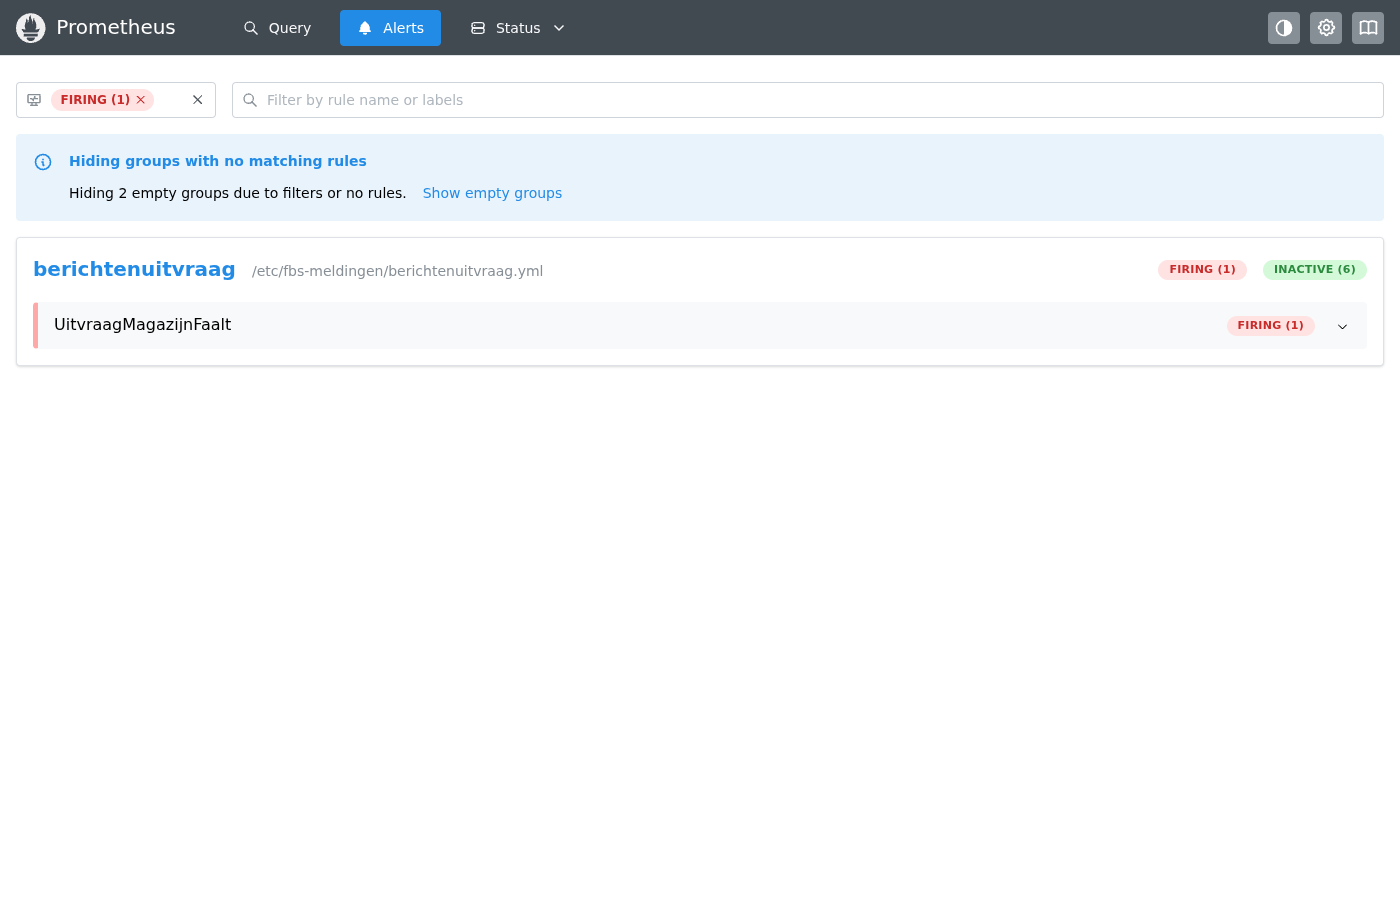 Prometheus Query Alerts Status
FIRING (1) Filter by rule name or labels
Hiding groups with no matching rules
Hiding 2 empty groups due to filters or no rules. Show empty groups
berichtenuitvraag /etc/fbs-meldingen/berichtenuitvraag.yml FIRING (1) INACTIVE (6)
UitvraagMagazijnFaalt FIRING (1)